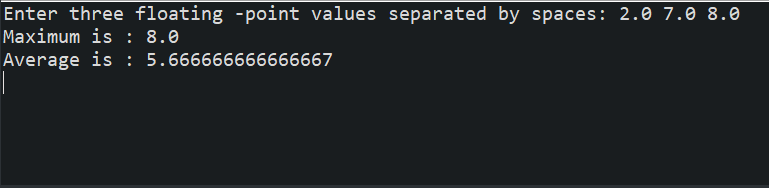 Enter three floating -point values separated by spaces: 2.0 7.0 8.0
Maximum is : 8.0
Average is : 5.666666666666667